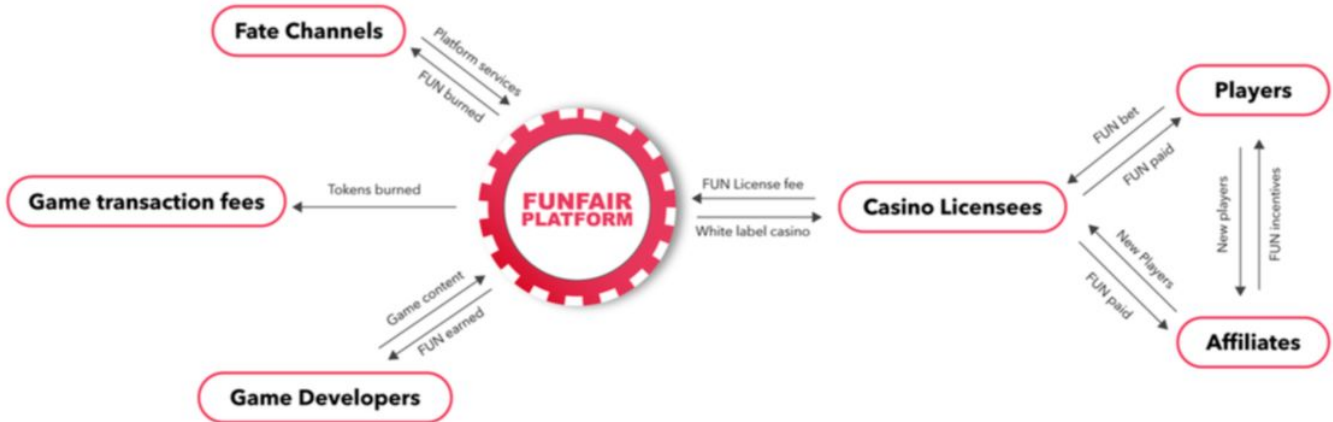 Fate Channels
Platform services
FUN burned
Players
FUN bet
FUN paid
Game transaction fees
Tokens burned
FUNFAIR
PLATFORM
FUN License fee
White label casino
Casino Licensees
New players
FUN incentives
New Players
FUN paid
Game content
FUN earned
Affiliates
Game Developers